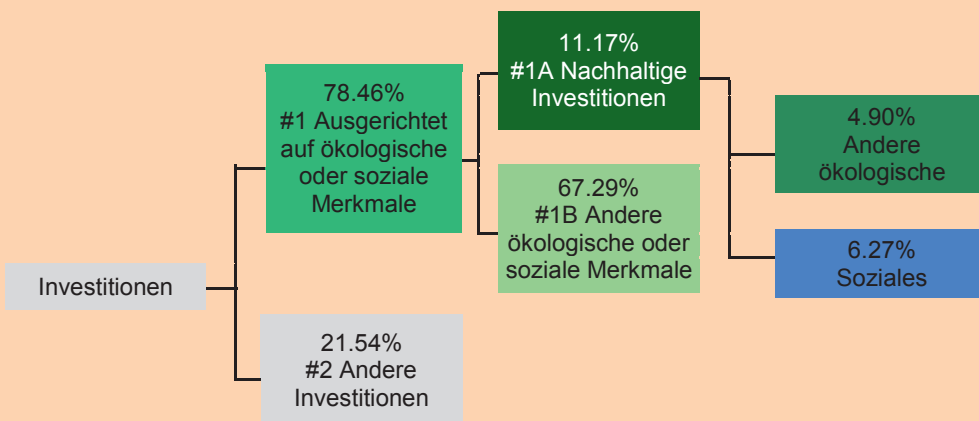 Investitionen
78.46%
#1 Ausgerichtet
auf ökologische
oder soziale
Merkmale
21.54%
#2 Andere
Investitionen
11.17%
#1A Nachhaltige
Investitionen
67.29%
#1B Andere
ökologische oder
soziale Merkmale
4.90%
Andere
ökologische
6.27%
Soziales